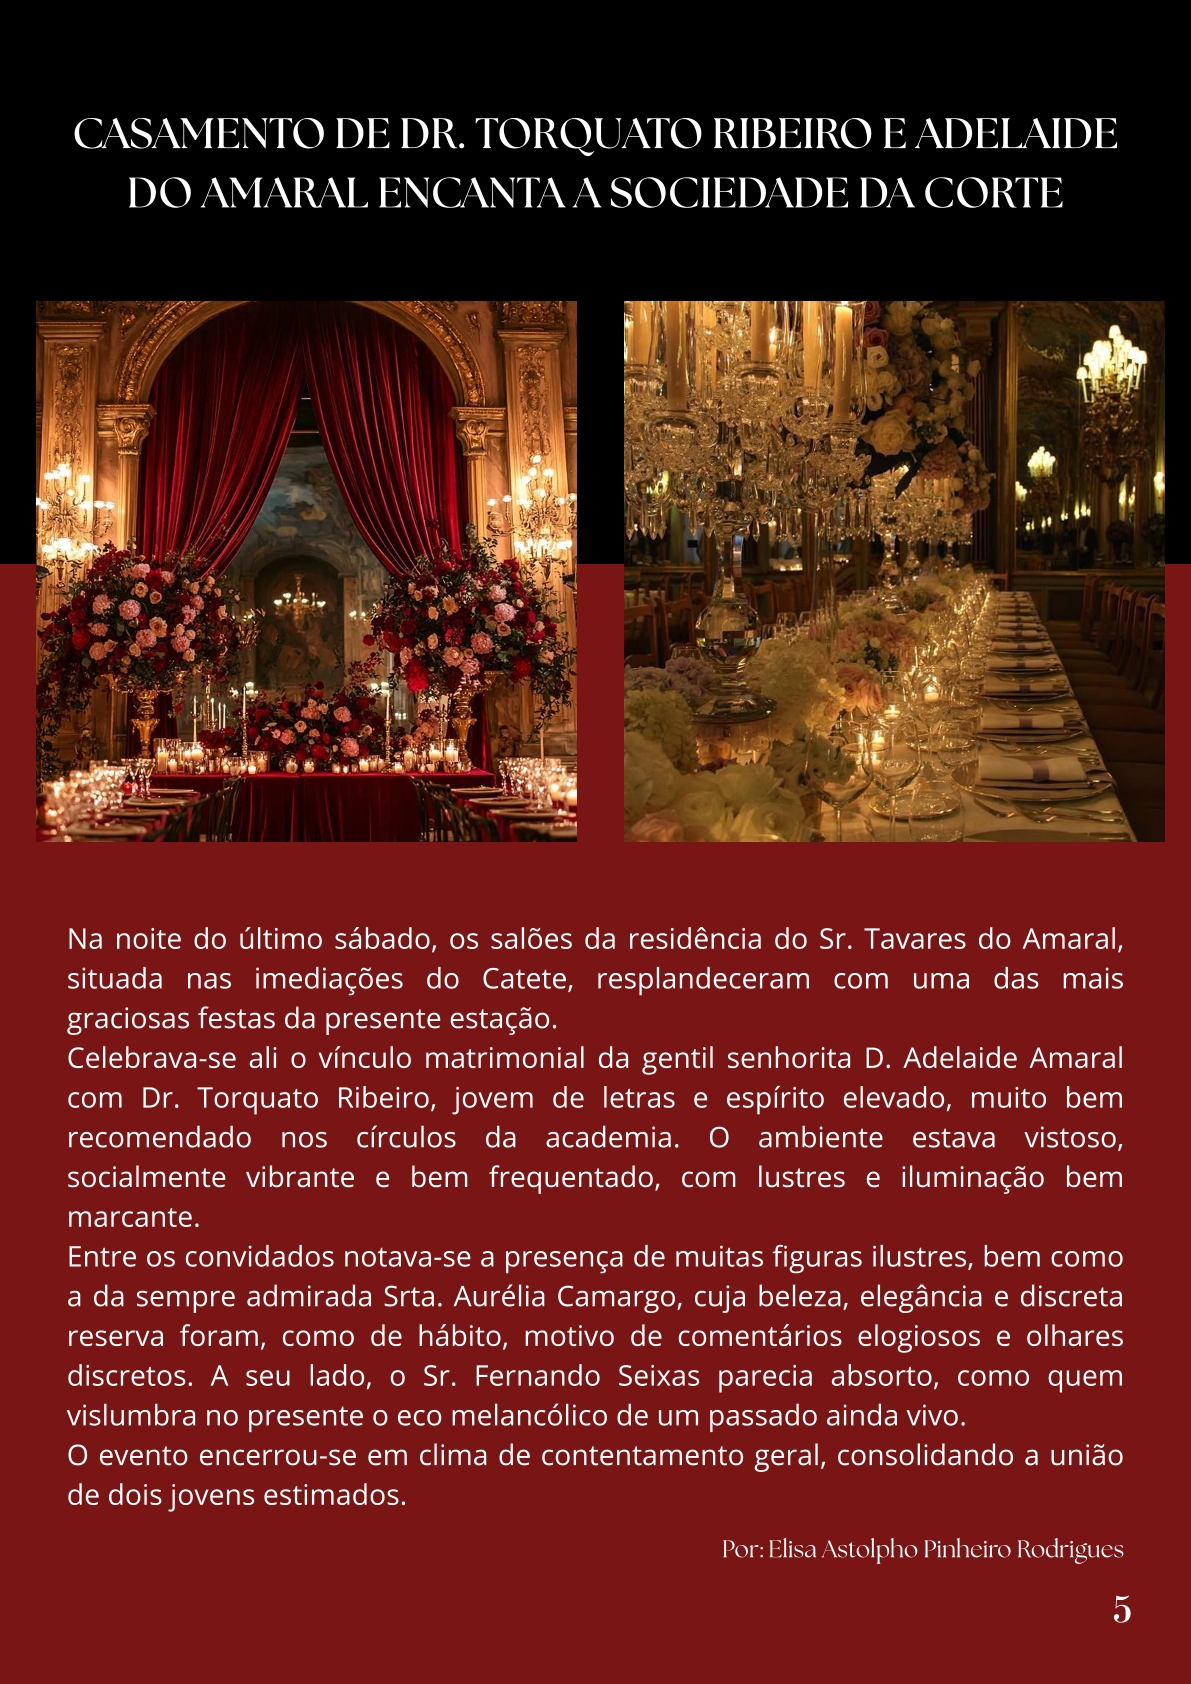 CASAMENTO DE DR. TORQUATO RIBEIRO E ADELAIDE
DO AMARAL ENCANTA A SOCIEDADE DA CORTE
Na noite do último sábado, os salões da residência do Sr. Tavares do Amaral,
situada nas imediações do Catete, resplandeceram com uma das mais
graciosas festas da presente estação.
Celebrava-se ali o vínculo matrimonial da gentil senhorita D. Adelaide Amaral
com Dr. Torquato Ribeiro, jovem de letras e espírito elevado, muito bem
recomendado nos círculos da academia. O ambiente estava vistoso,
socialmente vibrante e bem frequentado, com lustres e iluminação bem
marcante.
Entre os convidados notava-se a presença de muitas figuras ilustres, bem como
a da sempre admirada Srta. Aurélia Camargo, cuja beleza, elegância e discreta
reserva foram, como de hábito, motivo de comentários elogiosos e olhares
discretos. A seu lado, o Sr. Fernando Seixas parecia absorto, como quem
vislumbra no presente o eco melancólico de um passado ainda vivo.
O evento encerrou-se em clima de contentamento geral, consolidando a união
de dois jovens estimados.
Por: Elisa Astolpho Pinheiro Rodrigues
5